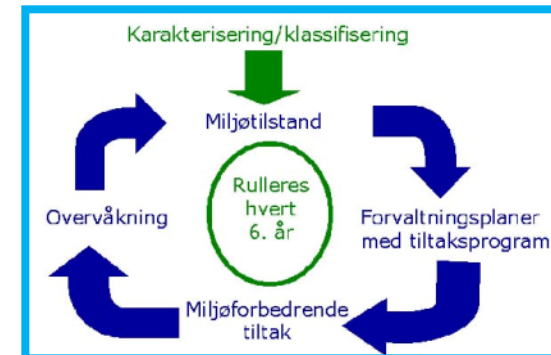 Karakterisering/klassifisering
Miljøtilstand
Rulleres
hvert
6. år
Overvåkning
Forvaltningsplaner
med tiltaksprogram
Miljøforbedrende
tiltak